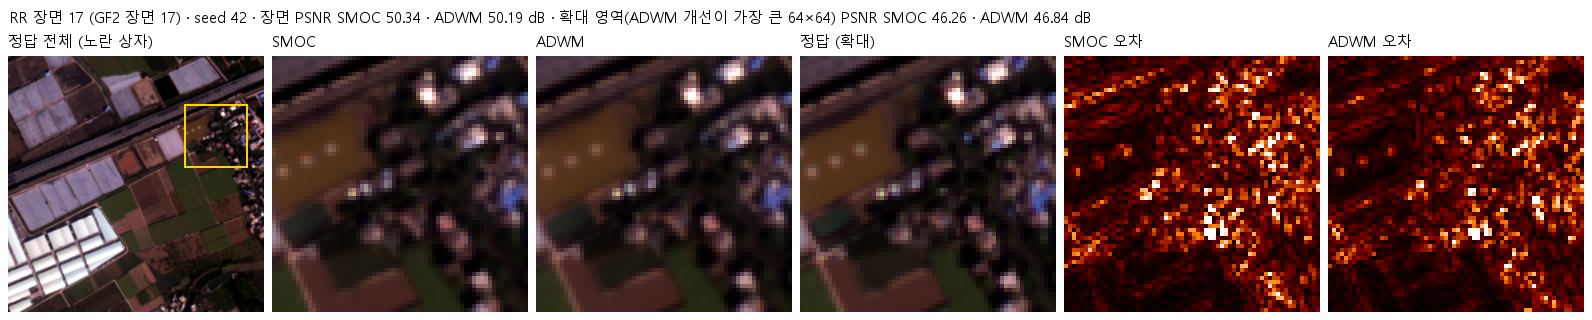 RR 장면 17 (GF2 장면 17) · seed 42 · 장면 PSNR SMOC 50.34 · ADWM 50.19 dB · 확대 영역(ADWM 개선이 가장 큰 64×64) PSNR SMOC 46.26 · ADWM 46.84 dB
정답 전체 (노란 상자)
SMOC
ADWM
정답 (확대)
SMOC 오차
ADWM 오차